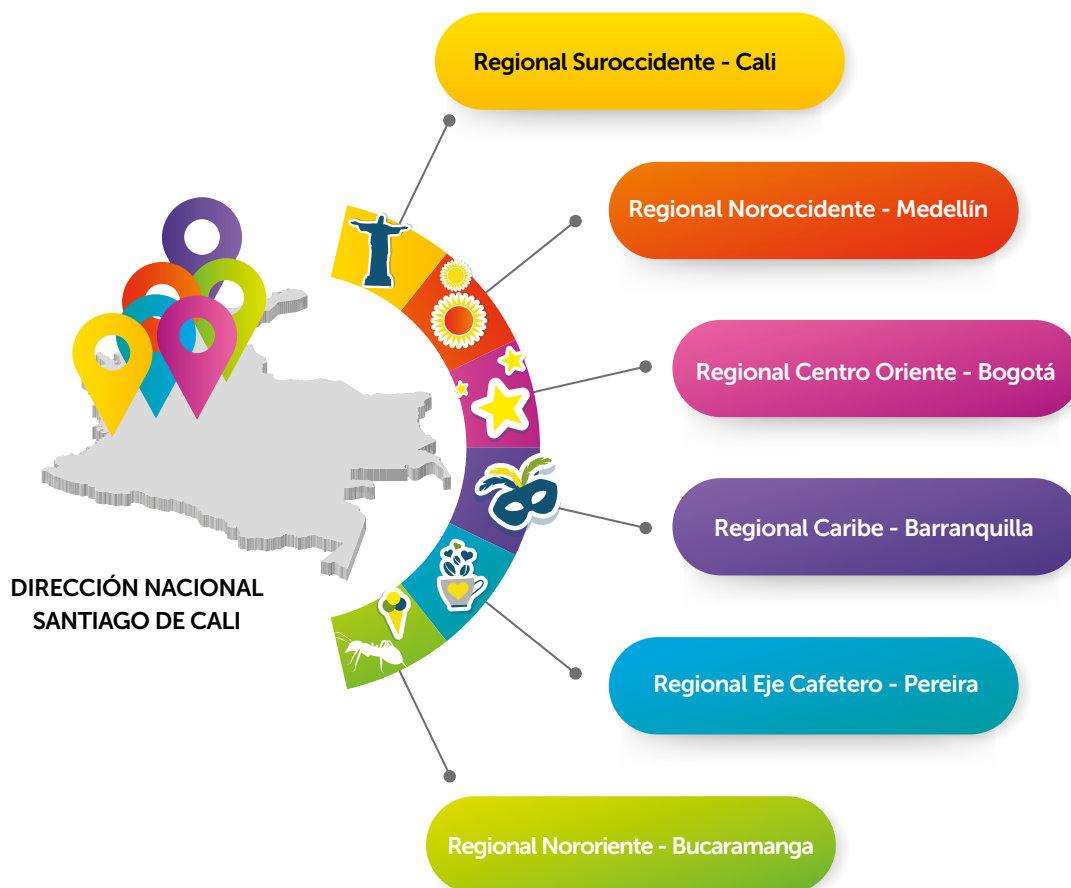 Regional Suroccidente - Cali
Regional Noroccidente - Medellín
Regional Centro Oriente - Bogotá
Regional Caribe - Barranquilla
DIRECCIÓN NACIONAL
SANTIAGO DE CALI
Regional Eje Cafetero - Pereira
Regional Nororiente - Bucaramanga